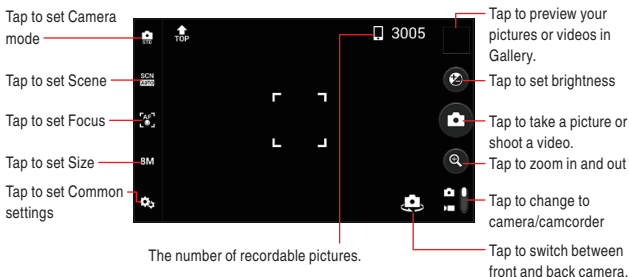 Tap to set Camera
mode
Tap to set Scene
Tap to set Focus
Tap to set Size
Tap to set Common
settings
STD
TOP
SCN
AUTO
AF
8M
3005
The number of recordable pictures.
Tap to preview your
pictures or videos in
Gallery.
Tap to set brightness
Tap to take a picture or
shoot a video.
Tap to zoom in and out
Tap to change to
camera/camcorder
Tap to switch between
front and back camera.